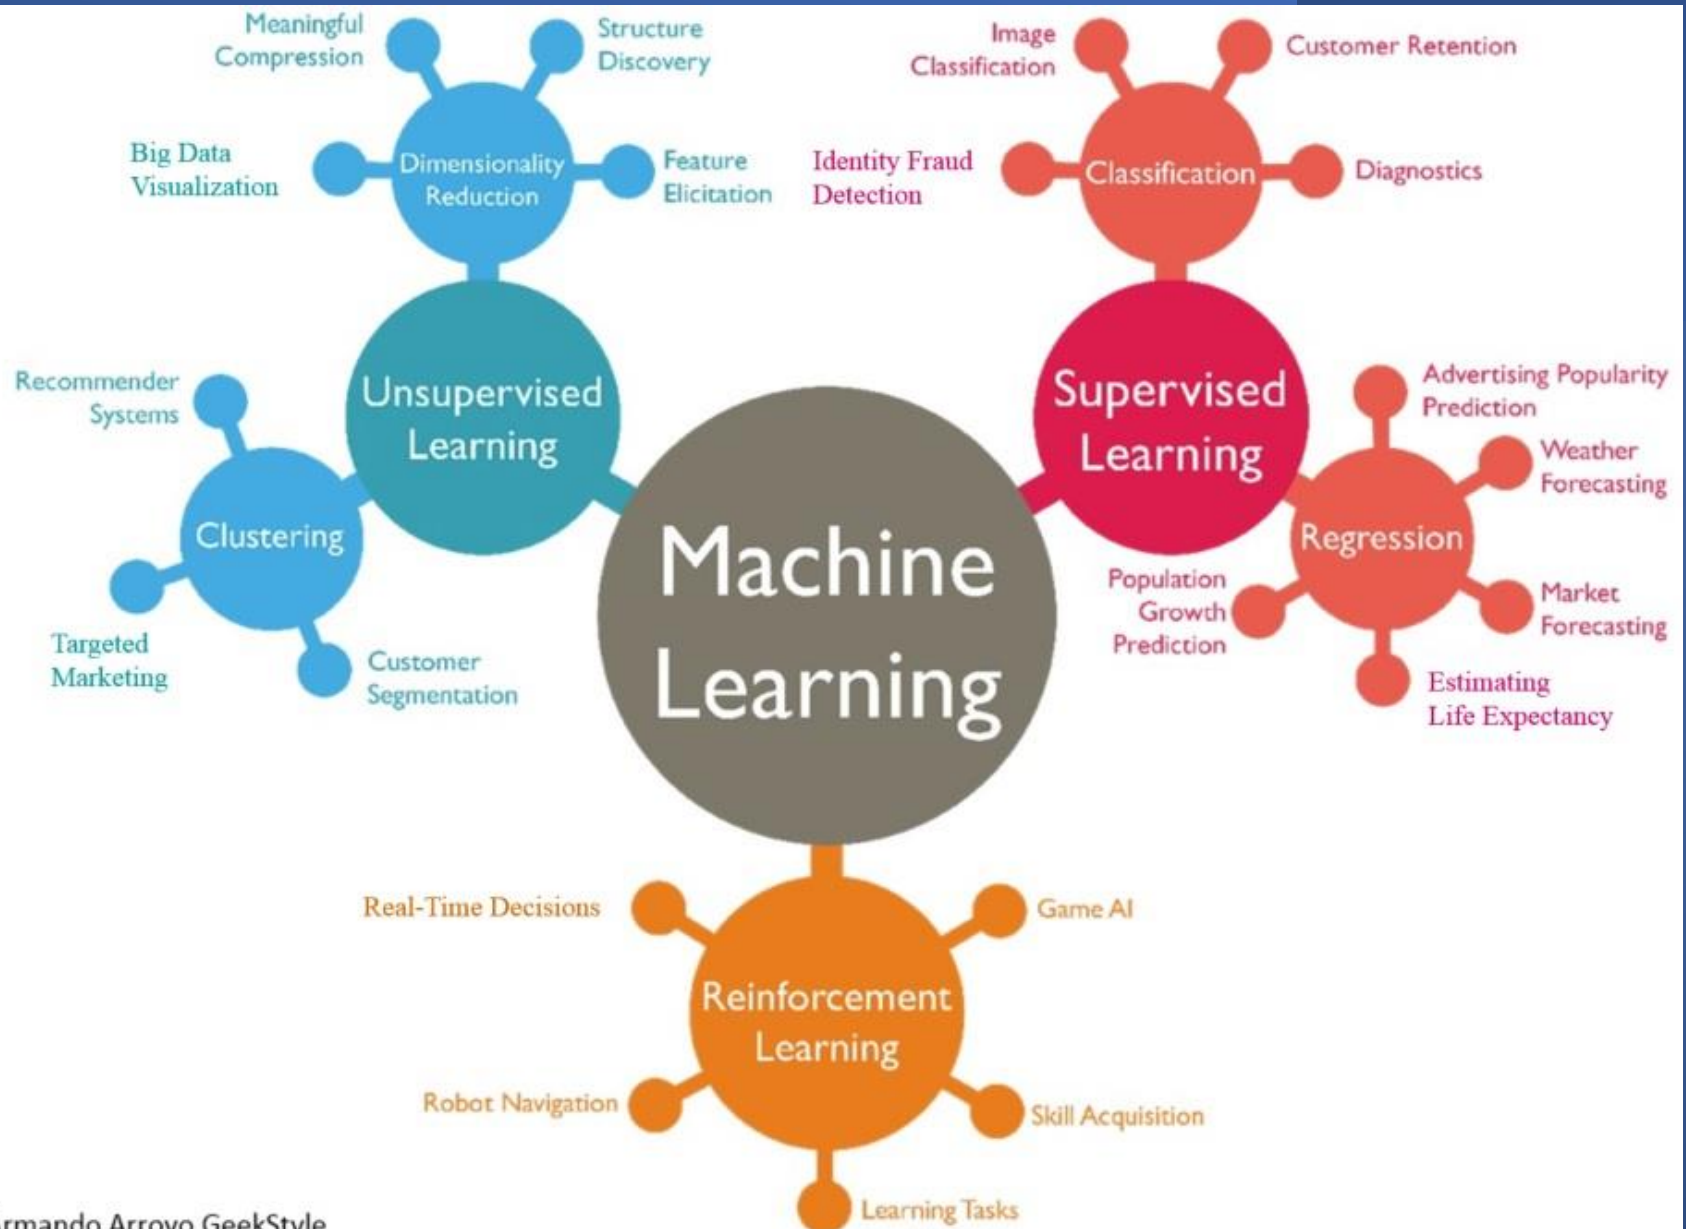 Meaningful
Compression
Structure
Discovery
Big Data
Visualization
Dimensionality
Reduction
Feature
Elicitation
Image
Classification
Customer Retention
Identity Fraud
Detection
Classification
Diagnostics
Unsupervised
Learning
Recommender
Systems
Clustering
Targeted
Marketing
Customer
Segmentation
Supervised
Learning
Advertising Popularity
Prediction
Weather
Forecasting
Regression
Population
Growth
Prediction
Market
Forecasting
Estimating
Life Expectancy
Machine
Learning
Real-Time Decisions
Game AI
Reinforcement
Learning
Robot Navigation
Skill Acquisition
Learning Tasks
Arroyo GeekStyle